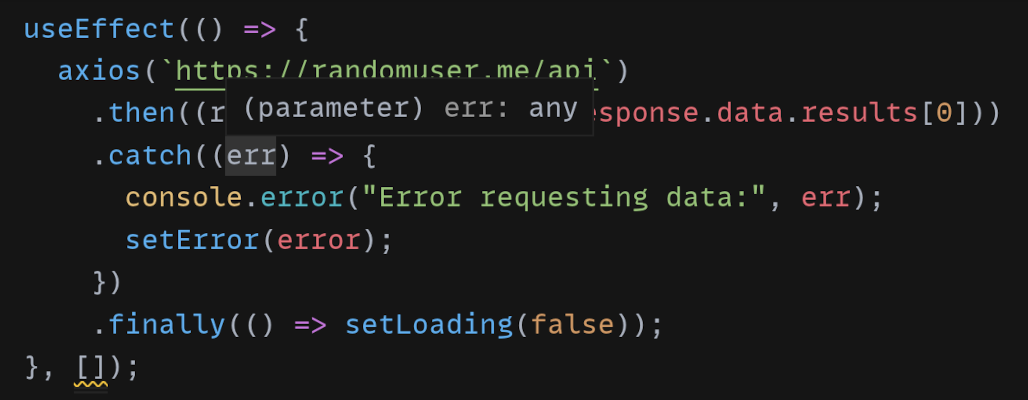 useEffect(() => {
axios(`https://randomuser.me/api`)
.then((r
(parameter) err: any
esponse.data.results[0]))
.catch((err) => {
console.error("Error requesting data:", err);
setError(error);
})
.finally(() => setLoading(false));
}, []);